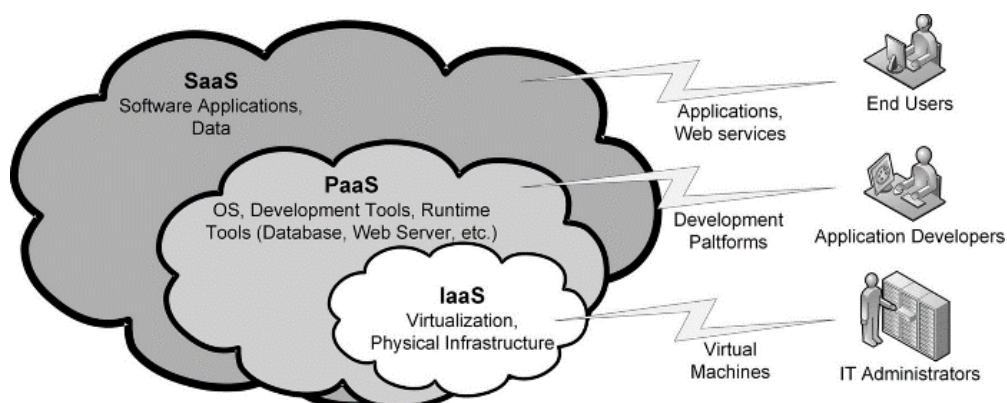 SaaS
Software Applications,
Data
Applications,
Web services
End Users
PaaS
OS, Development Tools, Runtime
Tools (Database, Web Server, etc.)
Development
Paltforms
Application Developers
IaaS
Virtualization,
Physical Infrastructure
Virtual
Machines
IT Administrators